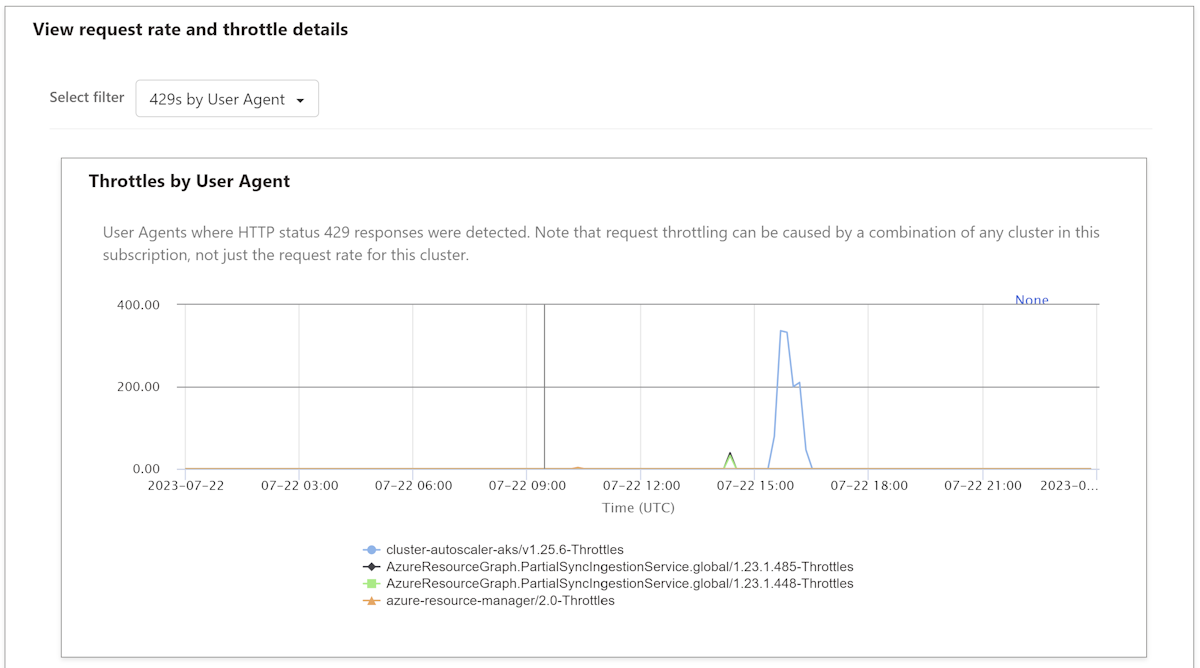 View request rate and throttle details
Select filter
429s by User Agent
Throttles by User Agent
User Agents where HTTP status 429 responses were detected. Note that request throttling can be caused by a combination of any cluster in this
subscription, not just the request rate for this cluster.
None
400.00
200.00
0.00
2023-07-22 07-22 03:00 07-22 06:00 07-22 09:00 07-22 12:00 07-22 15:00 07-22 18:00 07-22 21:00 2023-0...
Time (UTC)
cluster-autoscaler-aks/v1.25.6-Throttles
AzureResourceGraph.PartialSyncIngestionService.global/1.23.1.485-Throttles
AzureResourceGraph.PartialSyncIngestionService.global/1.23.1.448-Throttles
azure-resource-manager/2.0-Throttles